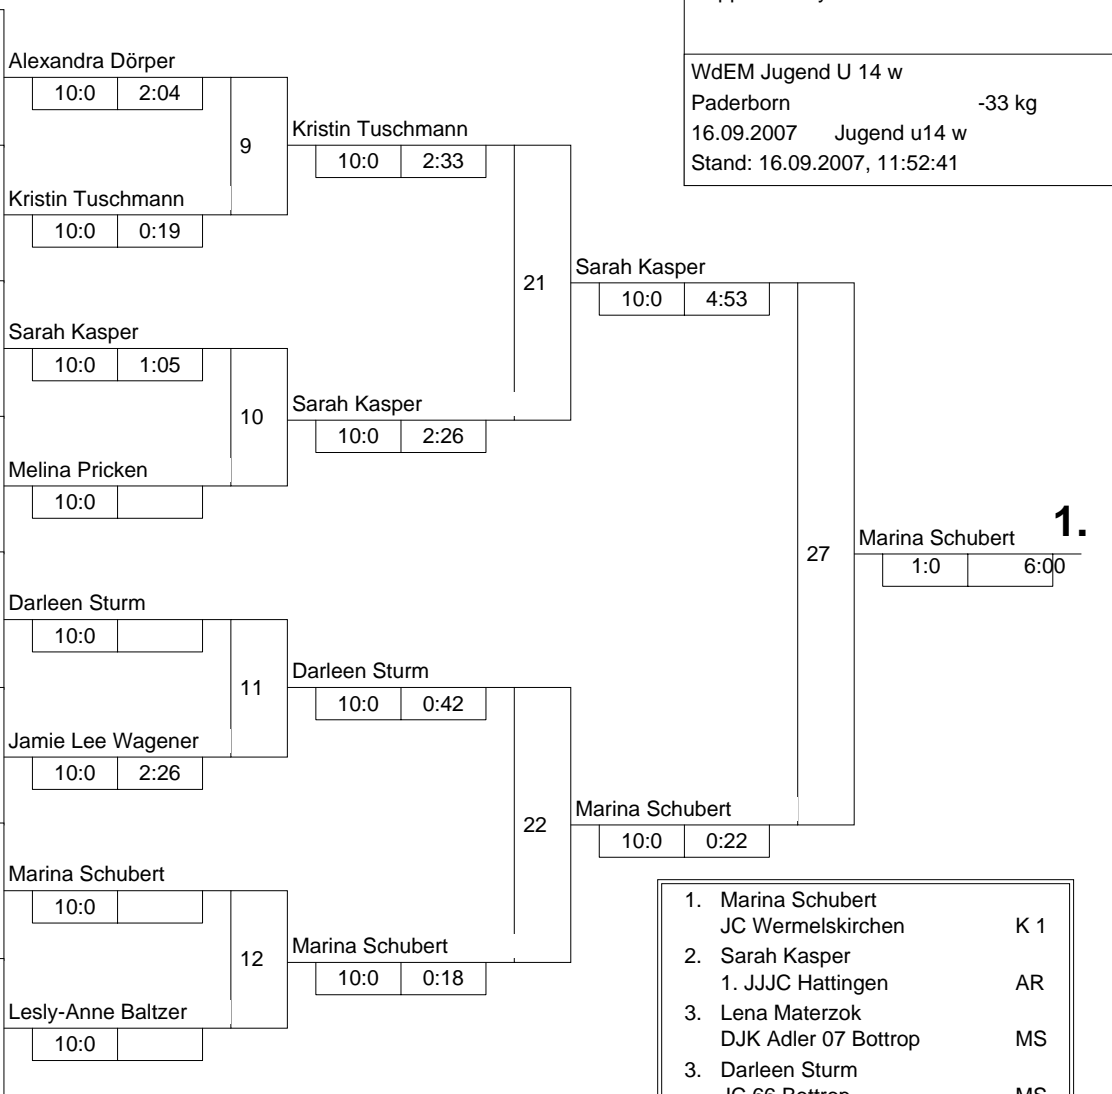 WdEM Jugend U 14 w
Paderborn -33 kg
16.09.2007 Jugend u14 w
Stand: 16.09.2007, 11:52:41
Alexandra Dörper
10:0 2:04
9
Kristin Tuschmann
10:0 2:33
Kristin Tuschmann
10:0 0:19
21
Sarah Kasper
10:0 4:53
Sarah Kasper
10:0 1:05
10
Sarah Kasper
10:0 2:26
Melina Pricken
10:0
27
Marina Schubert 1.
1:0 6:00
Darleen Sturm
10:0
11
Darleen Sturm
10:0 0:42
Jamie Lee Wagener
10:0 2:26
22
Marina Schubert
10:0 0:22
Marina Schubert
10:0
12
Marina Schubert
10:0 0:18
Lesly-Anne Baltzer
10:0
1. Marina Schubert
JC Wermelskirchen K 1
2. Sarah Kasper
1. JJJC Hattingen AR
3. Lena Materzok
DJK Adler 07 Bottrop MS
3. Darleen Sturm
JC 66 Bottrop MS